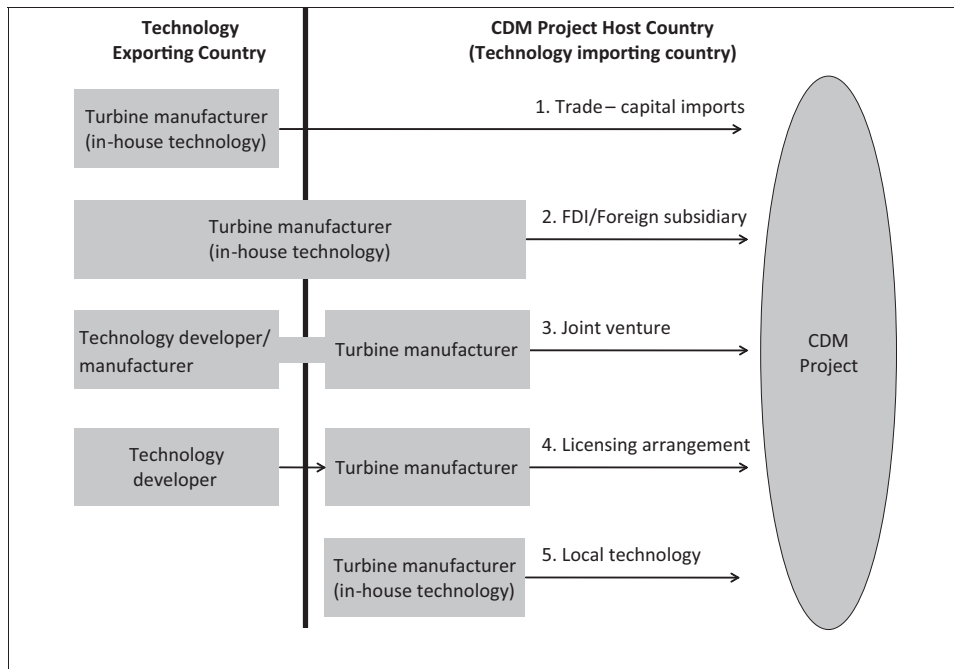 Technology
Exporting Country
CDM Project Host Country
(Technology importing country)
Turbine manufacturer
(in-house technology)
1. Trade – capital imports
Turbine manufacturer
(in-house technology)
2. FDI/Foreign subsidiary
Technology developer/
manufacturer
Turbine manufacturer
3. Joint venture
Technology
developer
Turbine manufacturer
4. Licensing arrangement
Turbine manufacturer
(in-house technology)
5. Local technology
CDM
Project